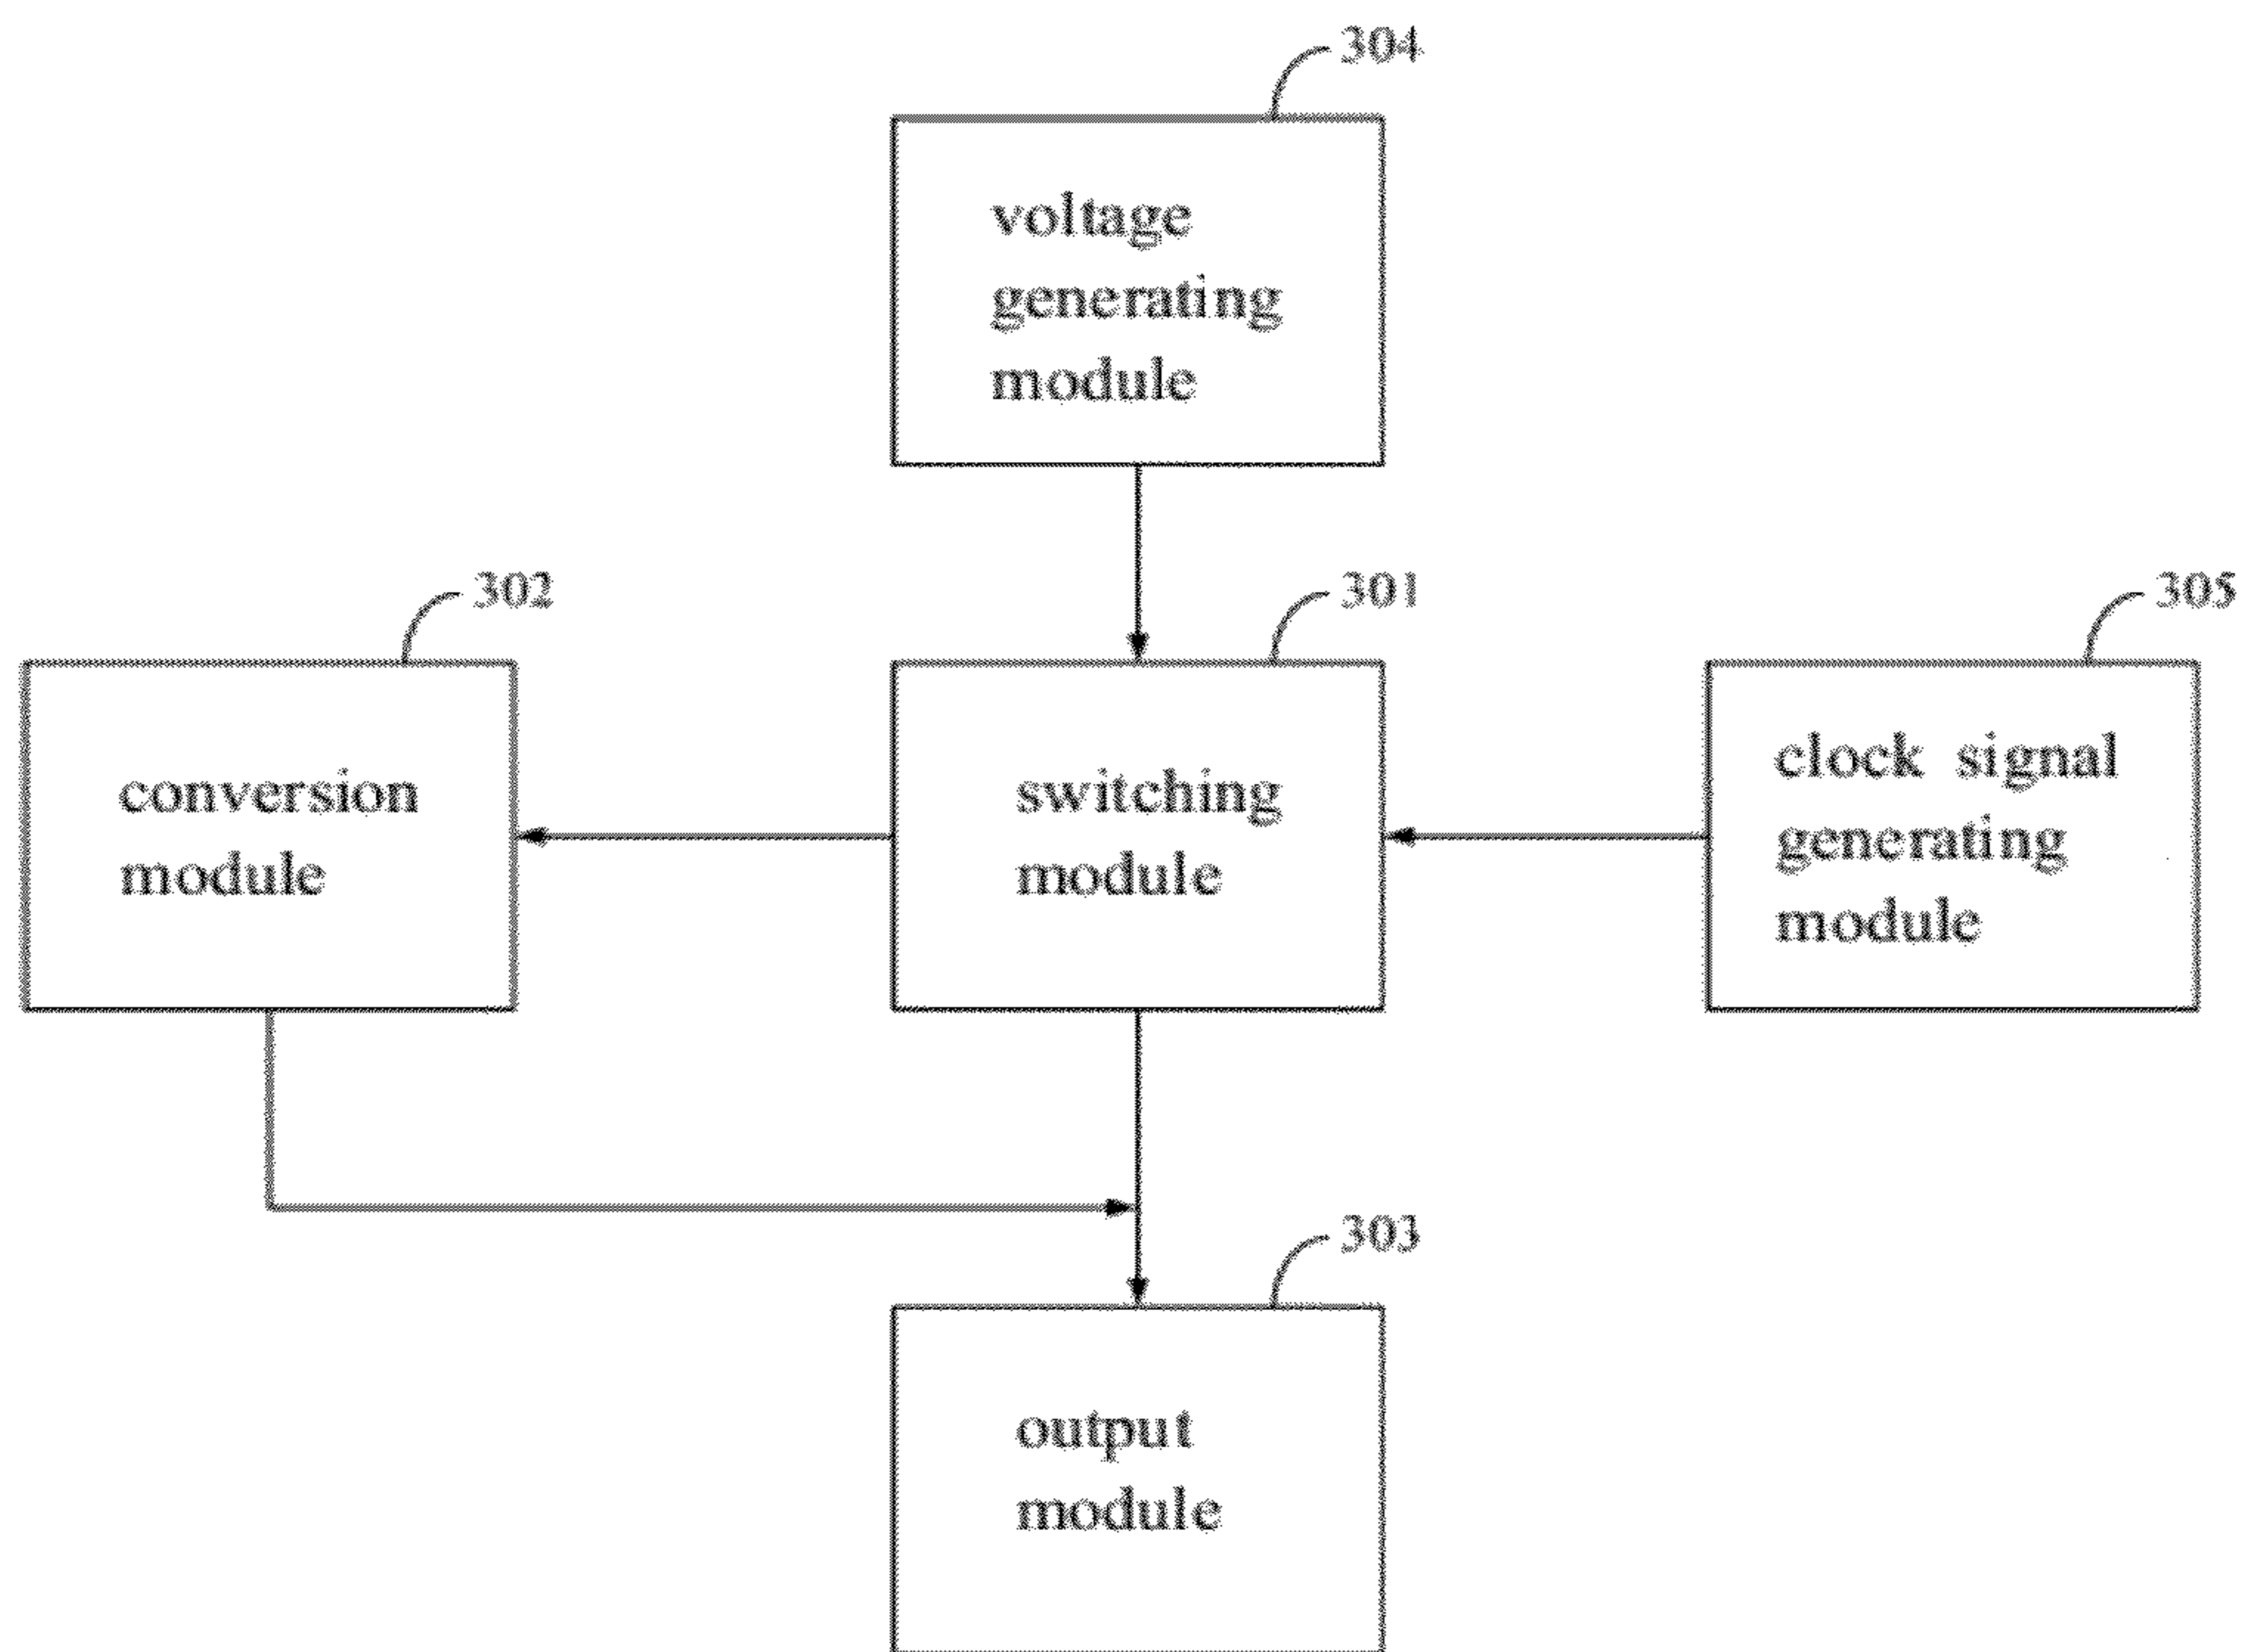 304
voltage
generating
module
302
301
305
conversion
module
switching
module
clock signal
generating
module
303
output
module